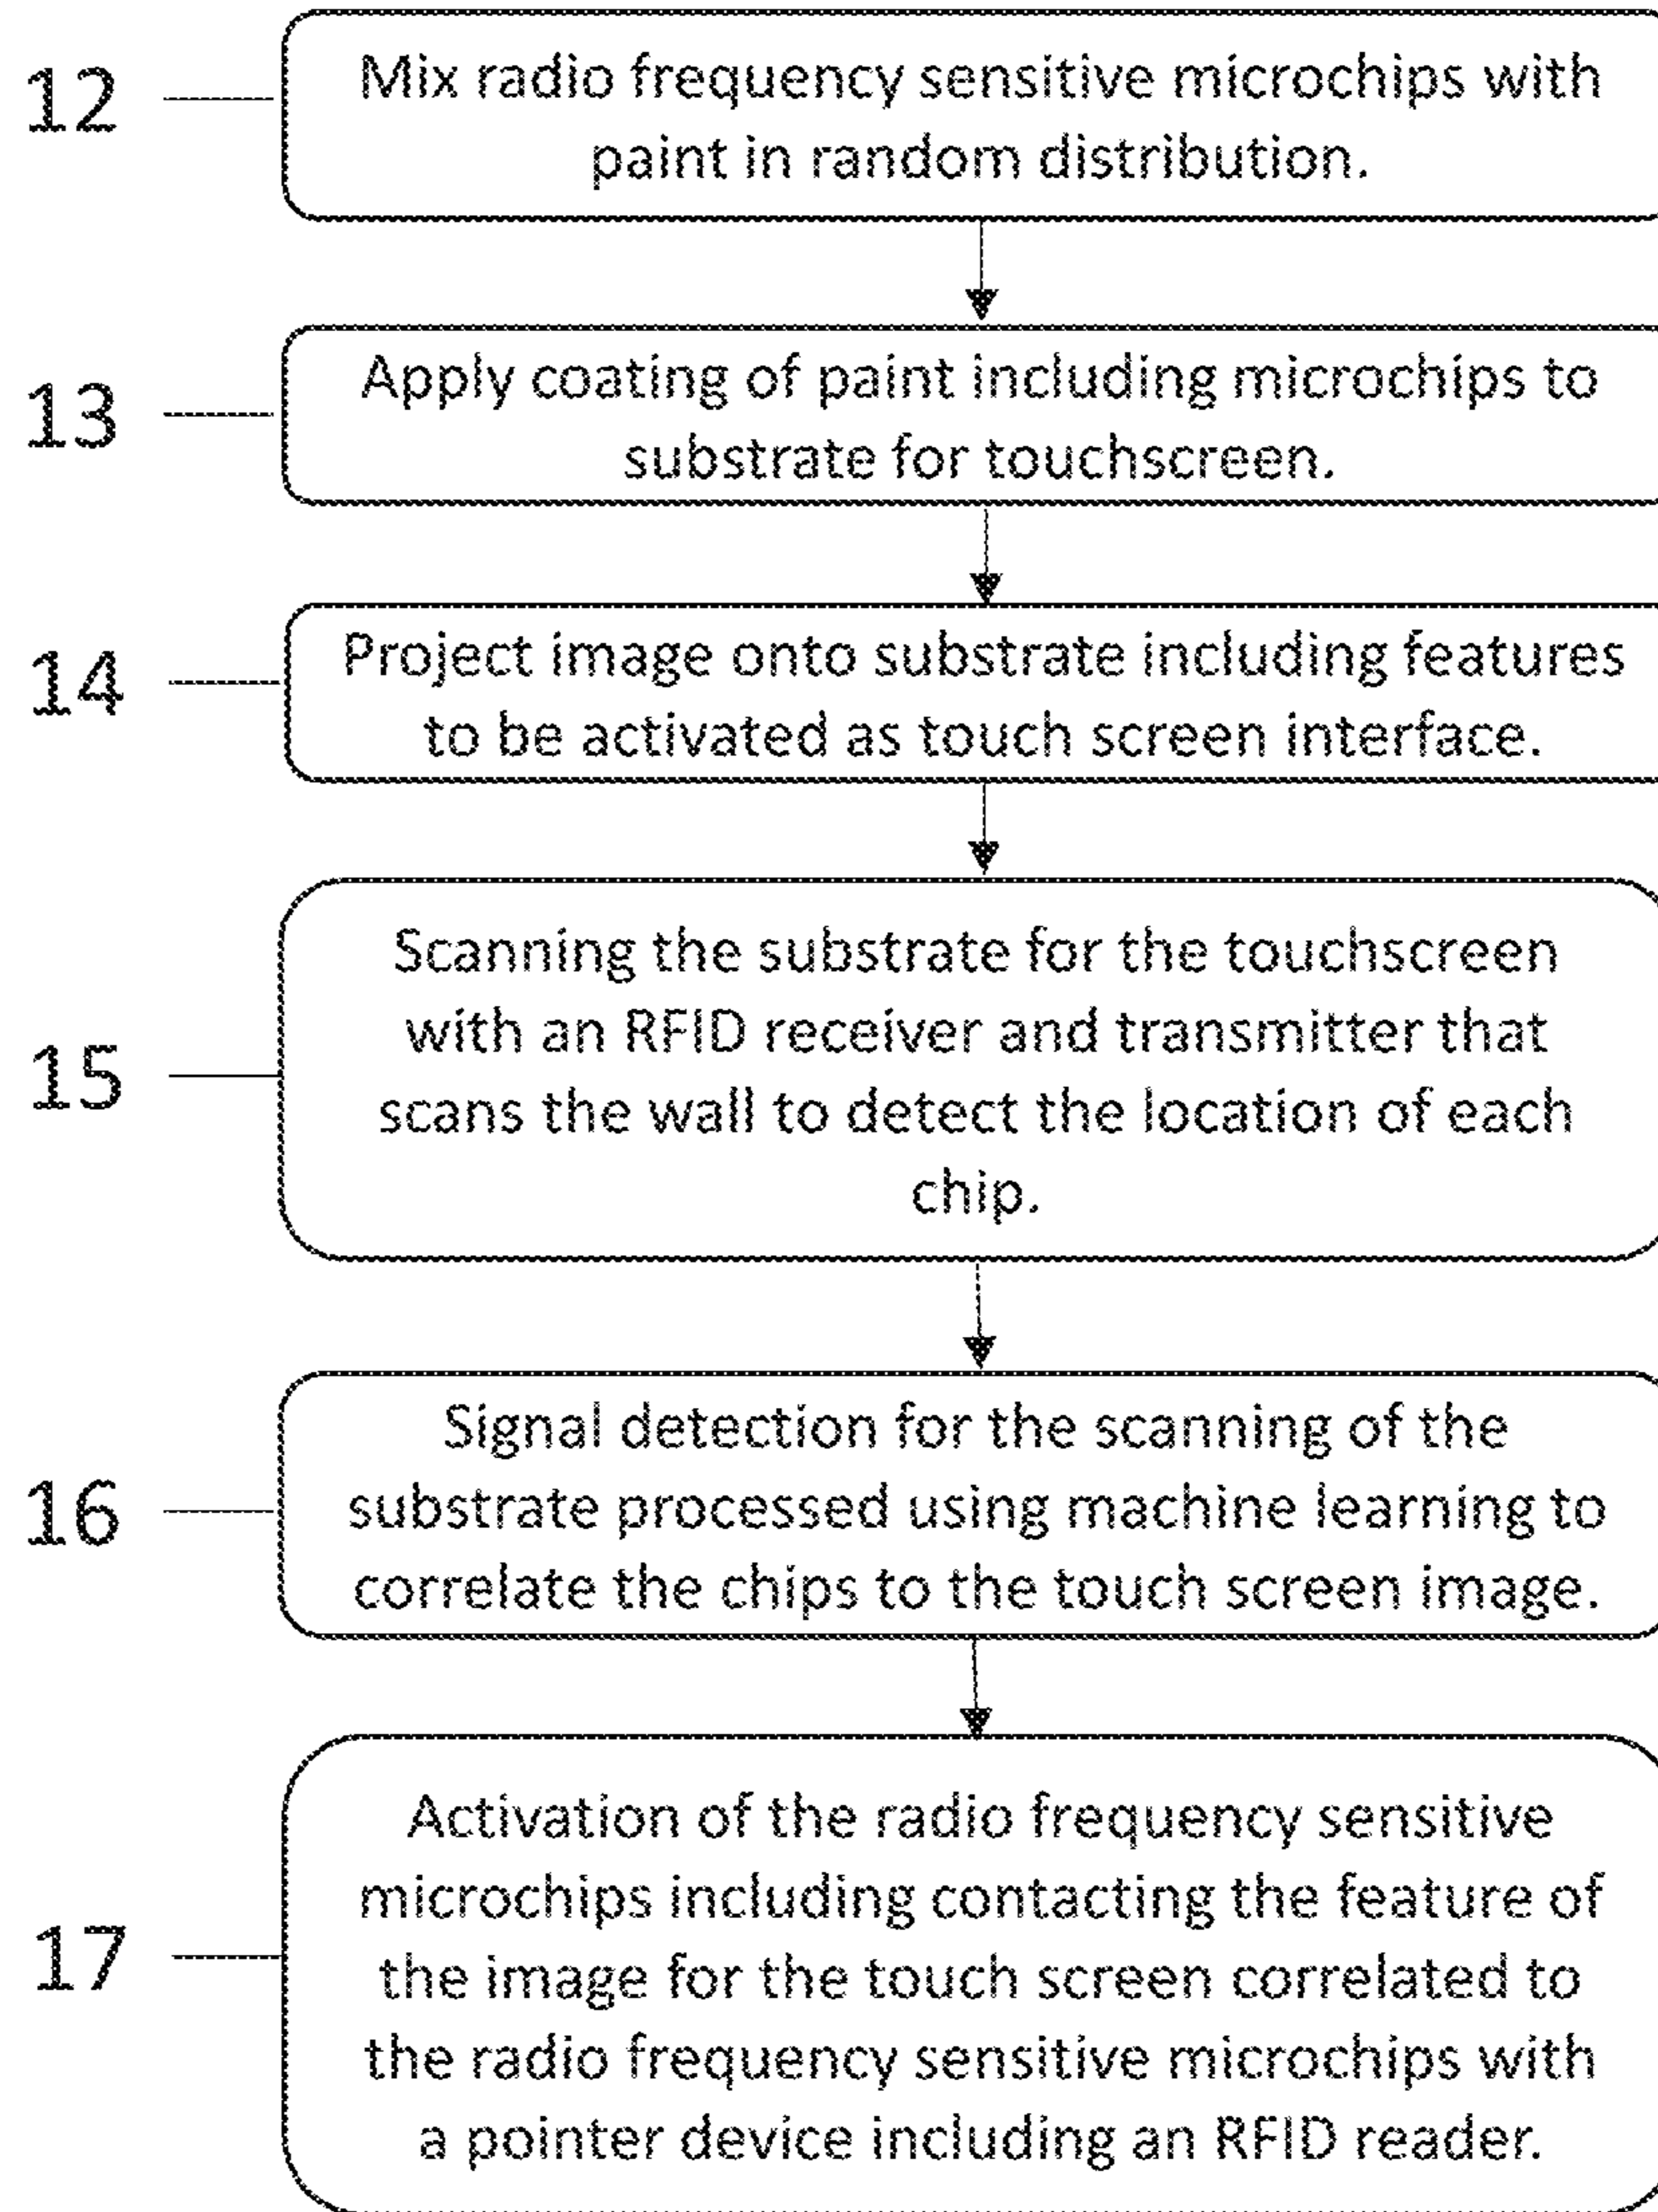 12
Mix radio frequency sensitive microchips with
paint in random distribution.
13
Apply coating of paint including microchips to
substrate for touchscreen.
14
Project image onto substrate including features
to be activated as touch screen interface.
15
Scanning the substrate for the touchscreen
with an RFID receiver and transmitter that
scans the wall to detect the location of each
chip.
16
Signal detection for the scanning of the
substrate processed using machine learning to
correlate the chips to the touch screen image.
17
Activation of the radio frequency sensitive
microchips including contacting the feature of
the image for the touch screen correlated to
the radio frequency sensitive microchips with
a pointer device including an RFID reader.